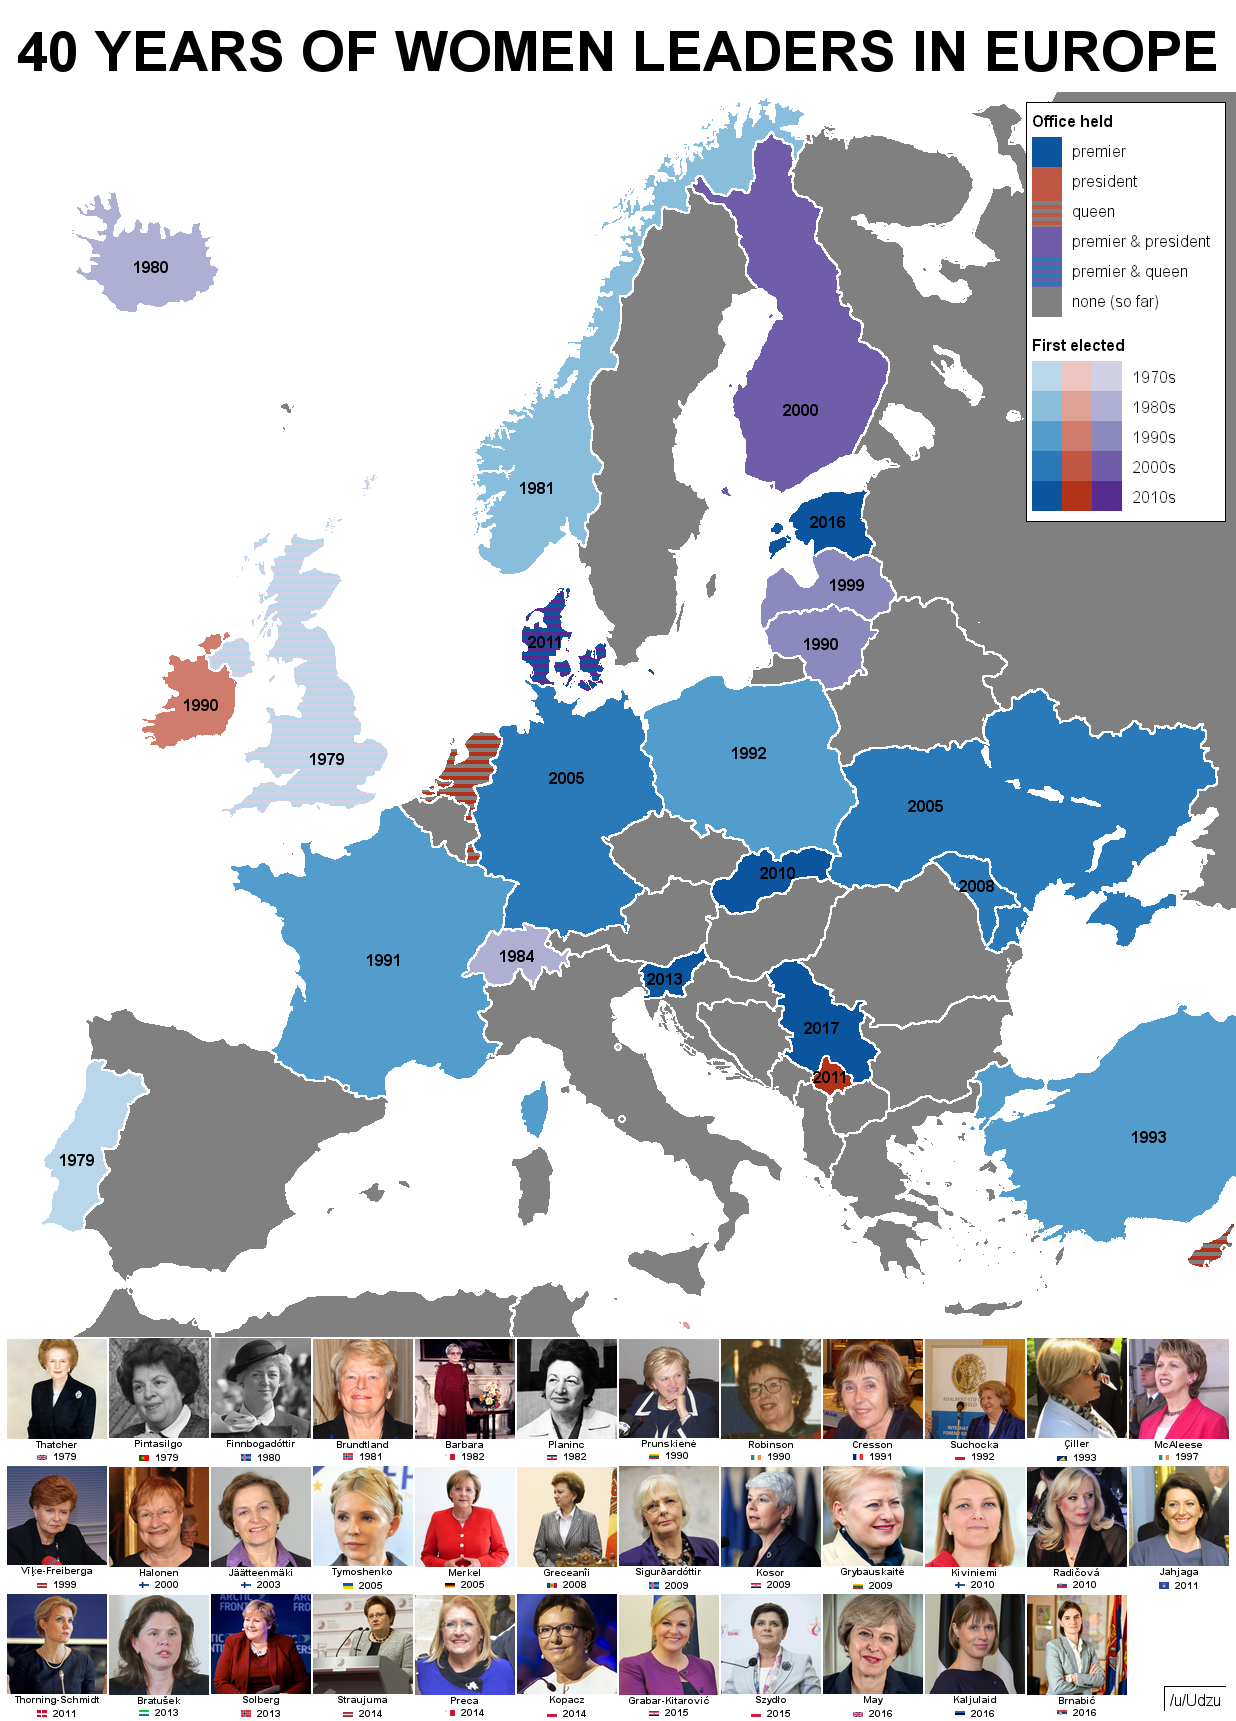 40 YEARS OF WOMEN LEADERS IN EUROPE
Office held
premier
president
queen
premier & president
premier & queen
none (so far)
First elected
1970s
1980s
1990s
2000s
2010s
1980
2000
1981
2016
1999
2011
1990
1990
1979
1992
2005
2005
2010
2008
1991
1984
2013
2017
2011
1979
1993
Thatcher
1979
Pintasilgo
1979
Finnbogadóttir
1980
Brundtland
1981
Barbara
1982
Planinc
1982
Prunskienė
1990
Robinson
1990
Cresson
1991
Suchocka
1992
Çiller
1993
McAleese
1997
Vīķe-Freiberga
1999
Halonen
2000
Jäätteenmäki
2003
Tymoshenko
2005
Merkel
2005
Greceanîi
2008
Sigurðardóttir
2009
Kosor
2009
Grybauskaitė
2009
Kiviniemi
2010
Radičová
2010
Jahjaga
2011
Thorning-Schmidt
2011
Bratušek
2013
Solberg
2013
Straujuma
2014
Preca
2014
Kopacz
2014
Grabar-Kitarović
2015
Szydło
2015
May
2016
Kaljulaid
2016
Brnabić
2016
/u/Udzu